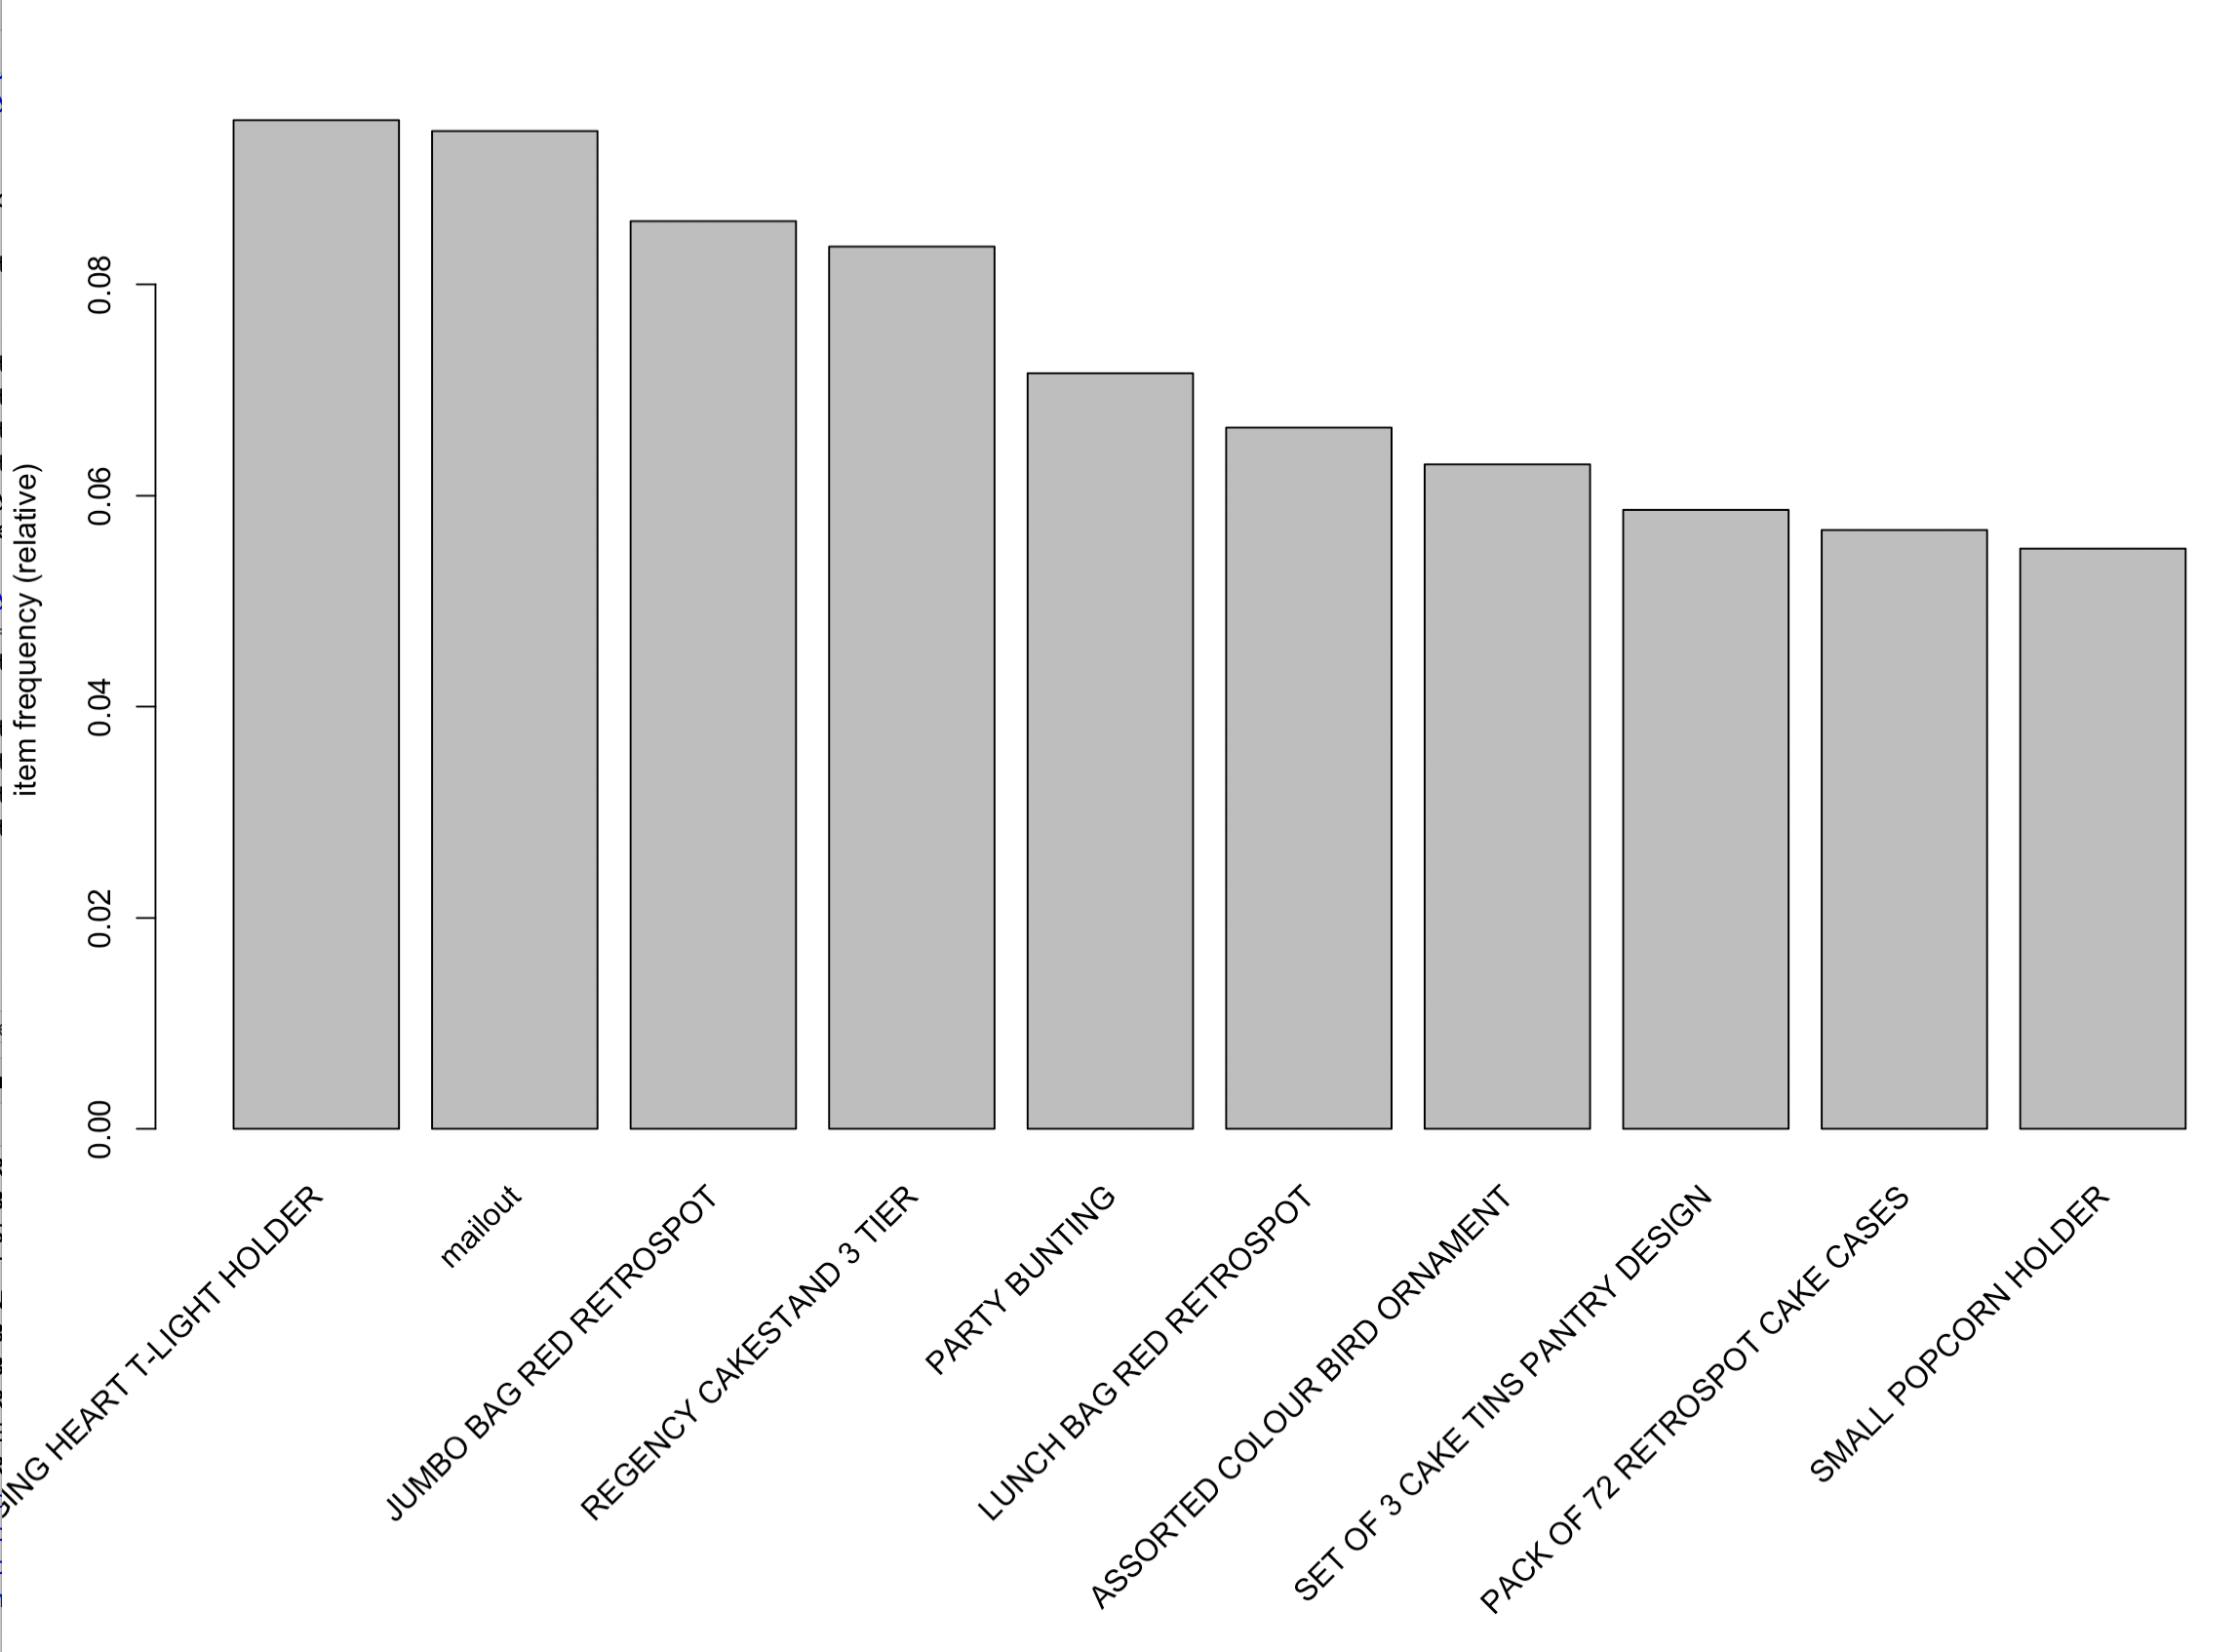 item frequency (relative)
0.08
0.06
0.04
0.02
0.00
HEART T-LIGHT HOLDER
mailout
JUMBO BAG RED RETROSPOT
REGENCY CAKESTAND 3 TIER
PARTY BUNTING
LUNCH BAG RED RETROSPOT
ASSORTED COLOUR BIRD ORNAMENT
SET OF 3 CAKE TINS PANTRY DESIGN
PACK OF 72 RETROSPOT CAKE CASES
SMALL POPCORN HOLDER